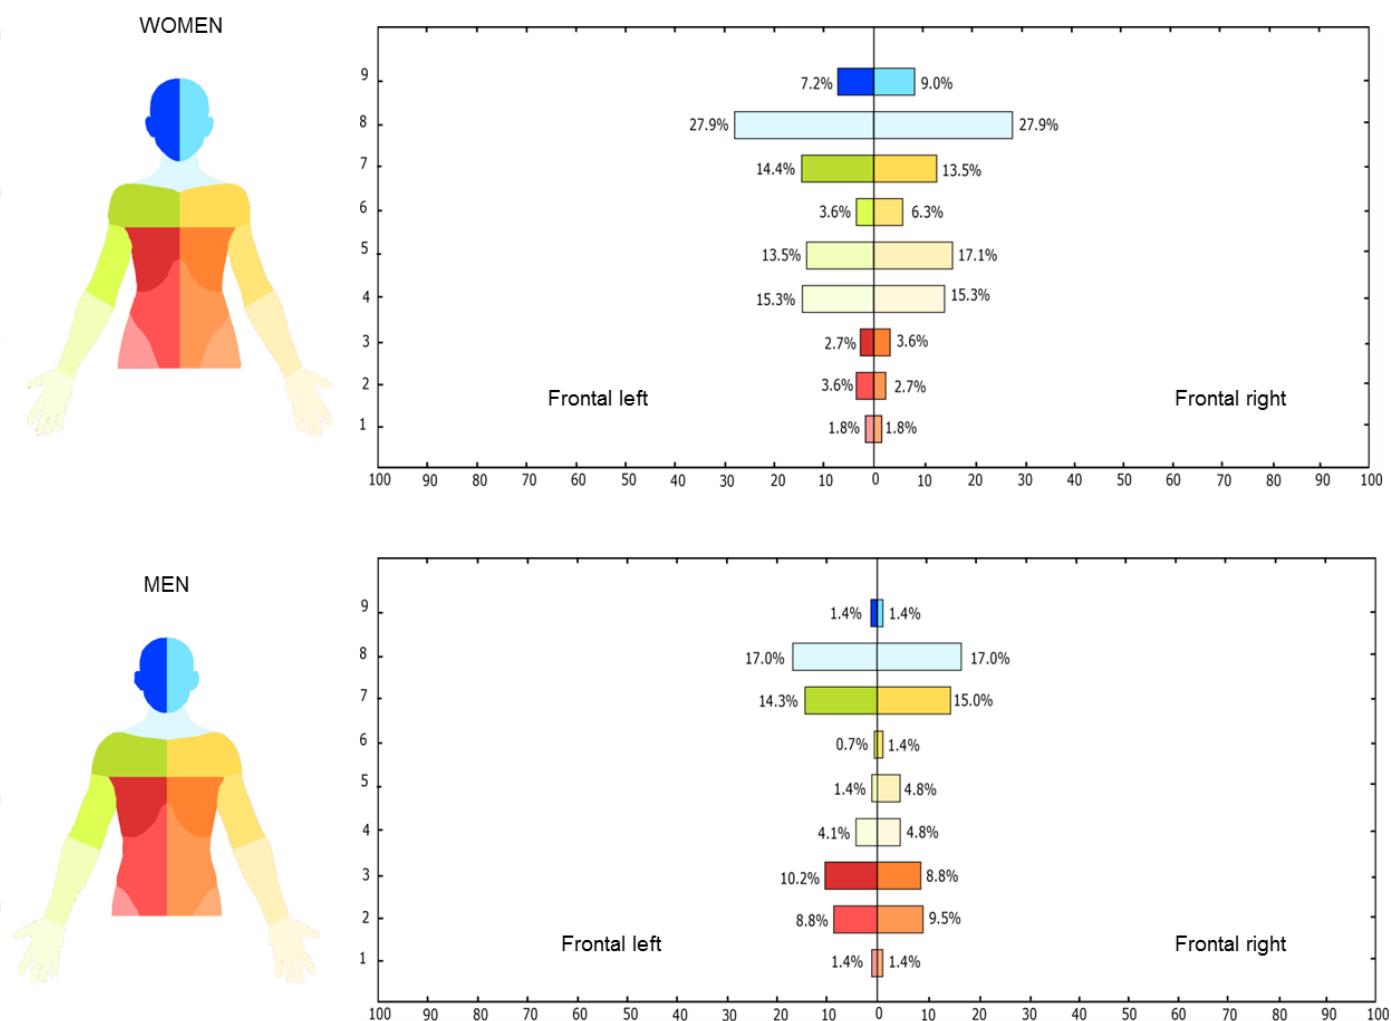 WOMEN
9 7.2% 9.0%
8 27.9% 27.9%
7 14.4% 13.5%
6 3.6% 6.3%
5 13.5% 17.1%
4 15.3% 15.3%
3 2.7% 3.6%
2 3.6% 2.7%
Frontal left Frontal right
1 1.8% 1.8%
100 90 80 70 60 50 40 30 20 10 0 10 20 30 40 50 60 70 80 90 100
MEN
9 1.4% 1.4%
8 17.0% 17.0%
7 14.3% 15.0%
6 0.7% 1.4%
5 1.4% 4.8%
4 4.1% 4.8%
3 10.2% 8.8%
2 8.8% 9.5%
Frontal left Frontal right
1 1.4% 1.4%
100 90 80 70 60 50 40 30 20 10 0 10 20 30 40 50 60 70 80 90 100